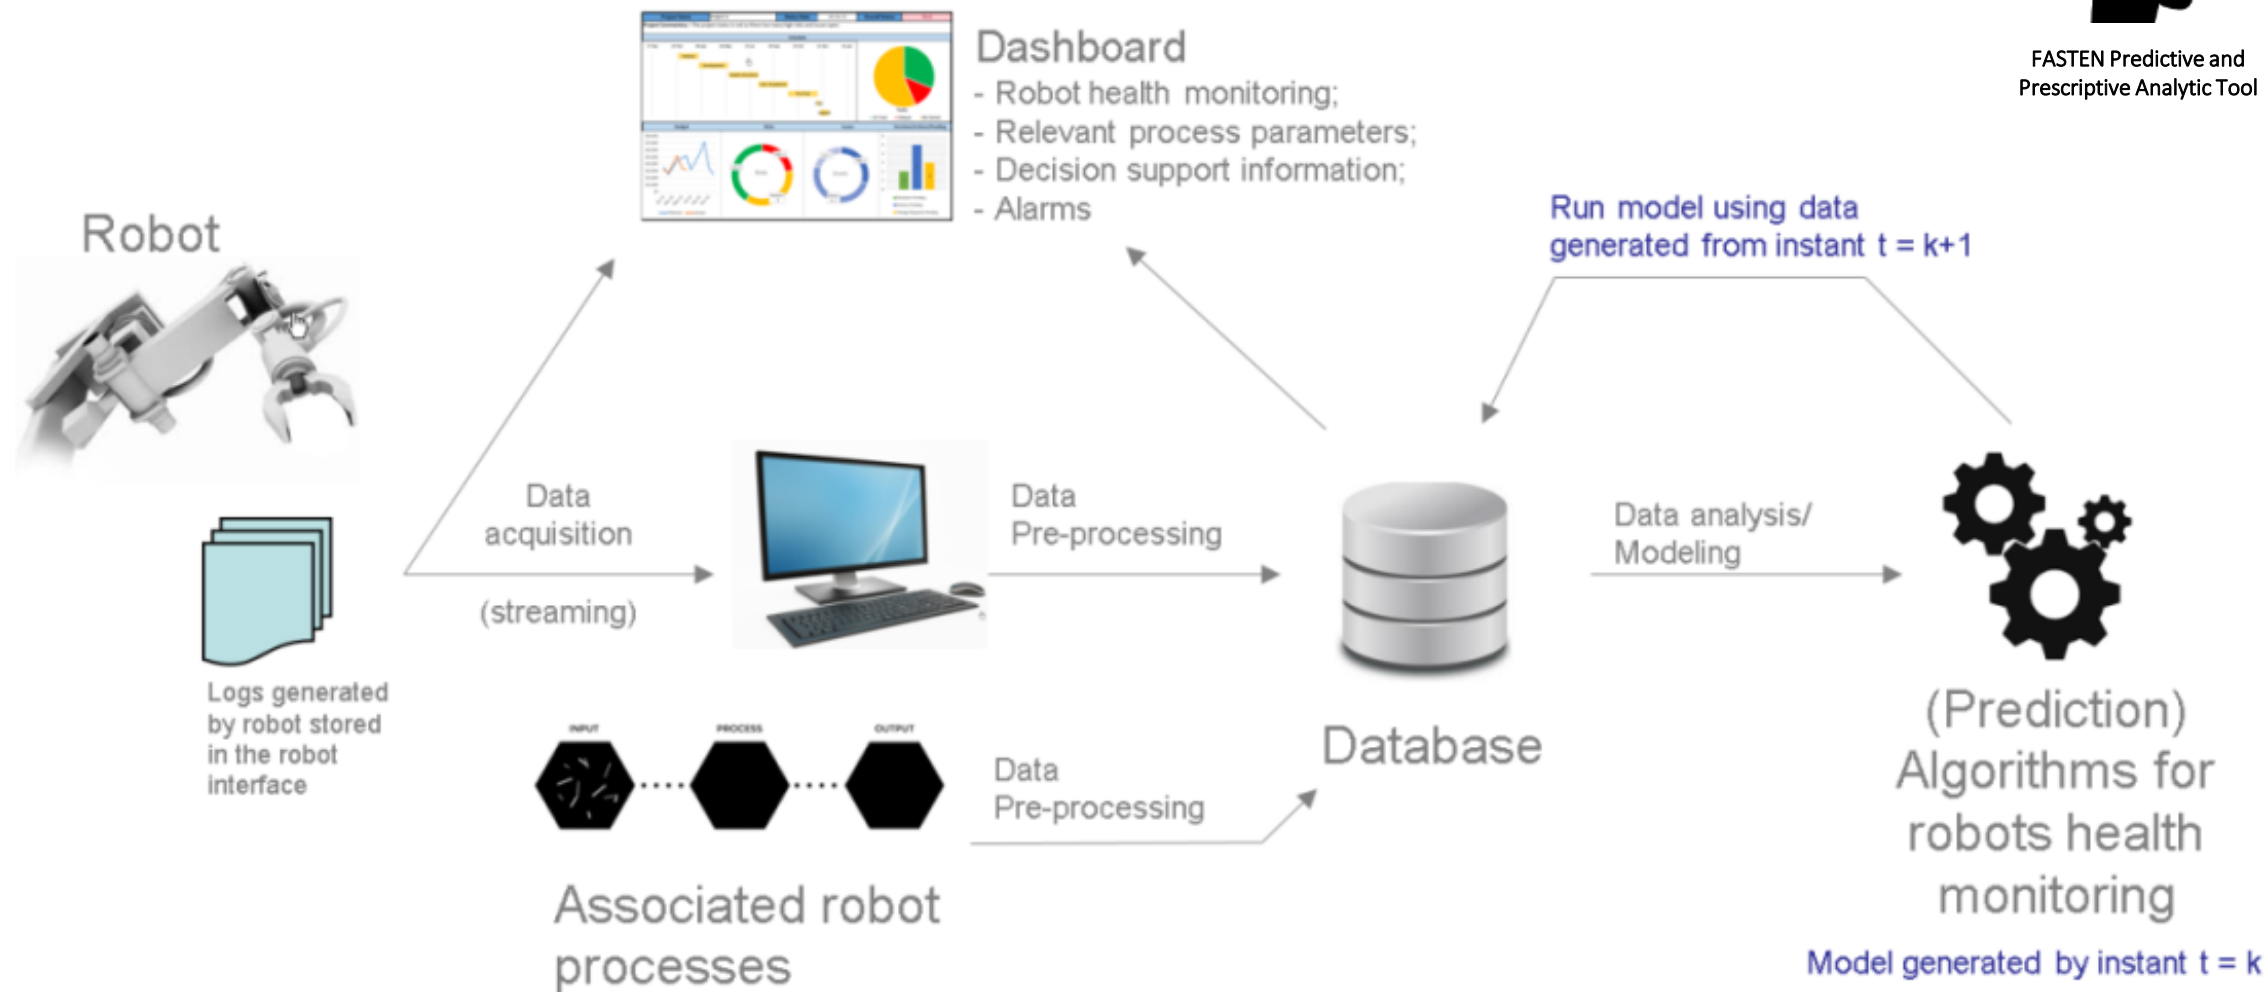 FASTEN Predictive and
Prescriptive Analytic Tool
Dashboard
- Robot health monitoring;
- Relevant process parameters;
- Decision support information;
- Alarms
Robot
Run model using data
generated from instant t = k+1
Data
acquisition
(streaming)
Data
Pre-processing
Data analysis/
Modeling
Logs generated
by robot stored
in the robot
interface
INPUT
PROCESS
OUTPUT
Data
Pre-processing
Database
Associated robot
processes
(Prediction)
Algorithms for
robots health
monitoring
Model generated by instant t = k